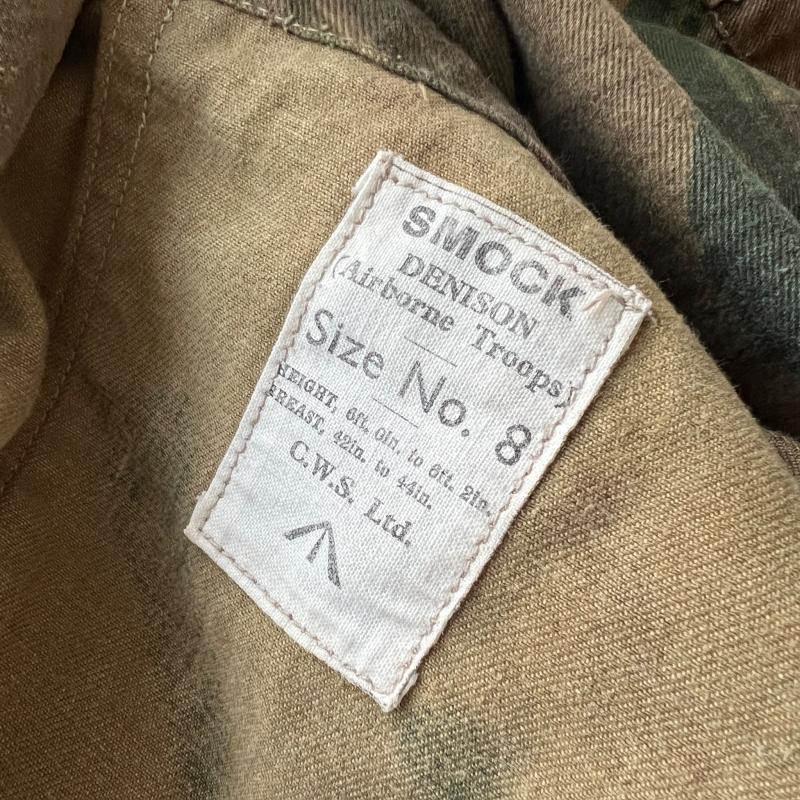 SMOCK
DENISON
(Airborne Troops)
Size No. 8
HEIGHT, 6ft. 0in. to 6ft. 2in.
BREAST, 42in. to 44in.
C.W.S. Ltd.